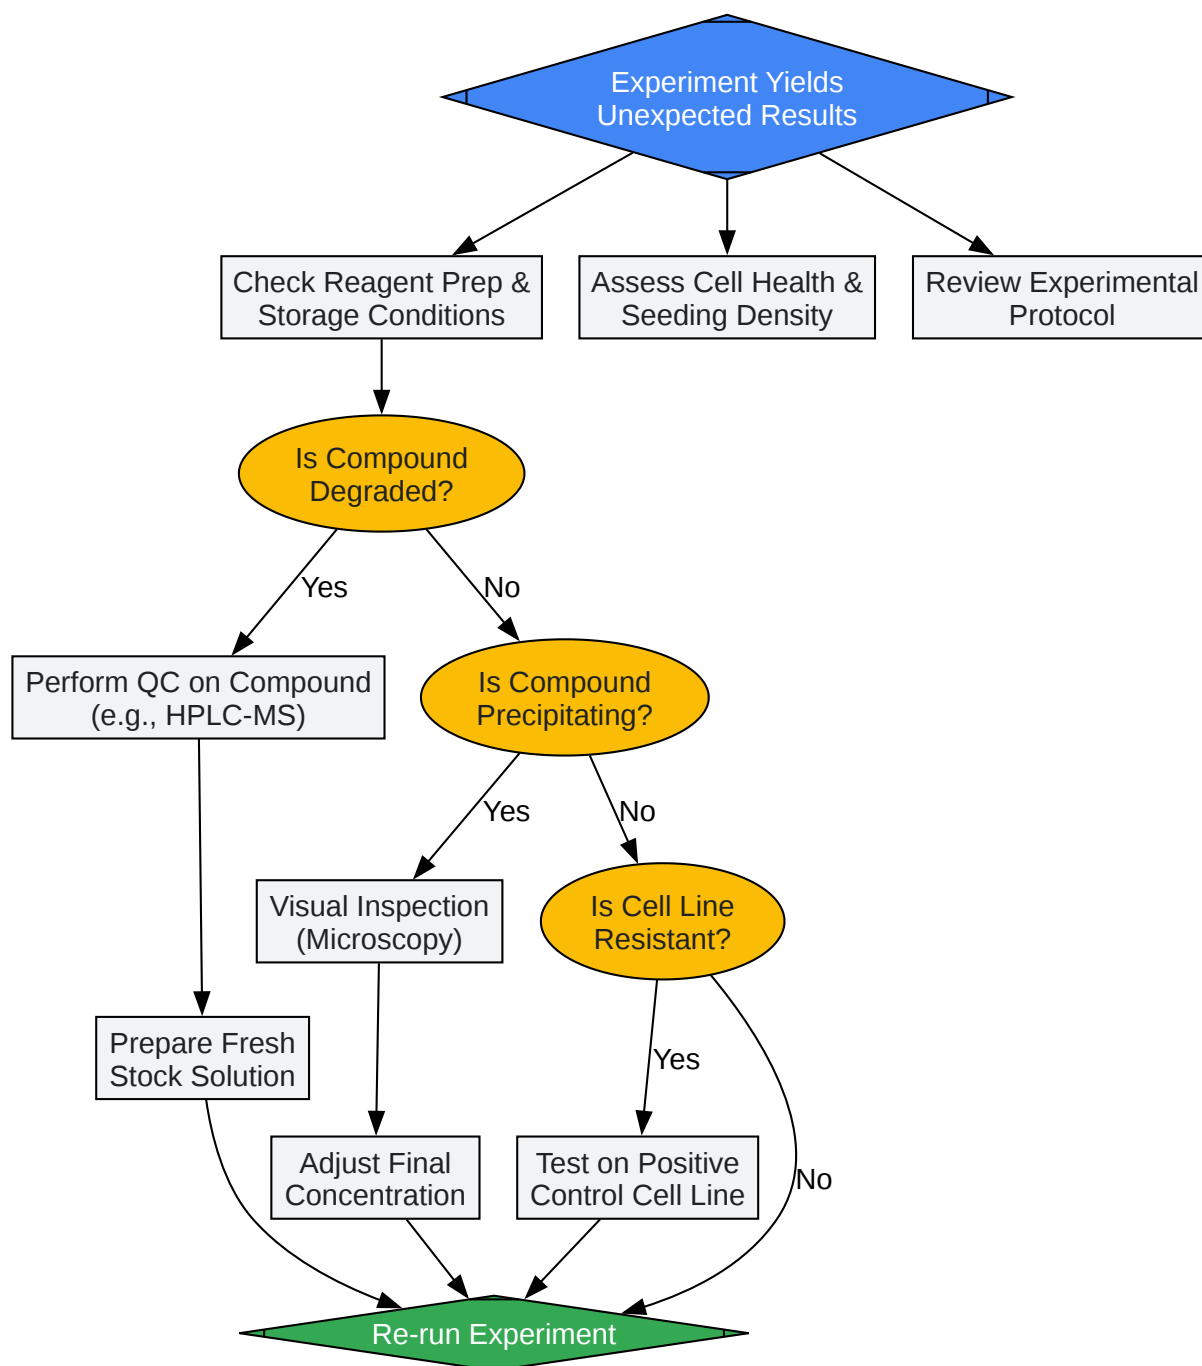 Experiment Yields
Unexpected Results
Check Reagent Prep &
Storage Conditions
Assess Cell Health &
Seeding Density
Review Experimental
Protocol
Is Compound
Degraded?
Yes
No
Perform QC on Compound
(e.g., HPLC-MS)
Is Compound
Precipitating?
Yes
No
Visual Inspection
(Microscopy)
Is Cell Line
Resistant?
Prepare Fresh
Stock Solution
Yes
Adjust Final
Concentration
Test on Positive
Control Cell Line
No
Re-run Experiment